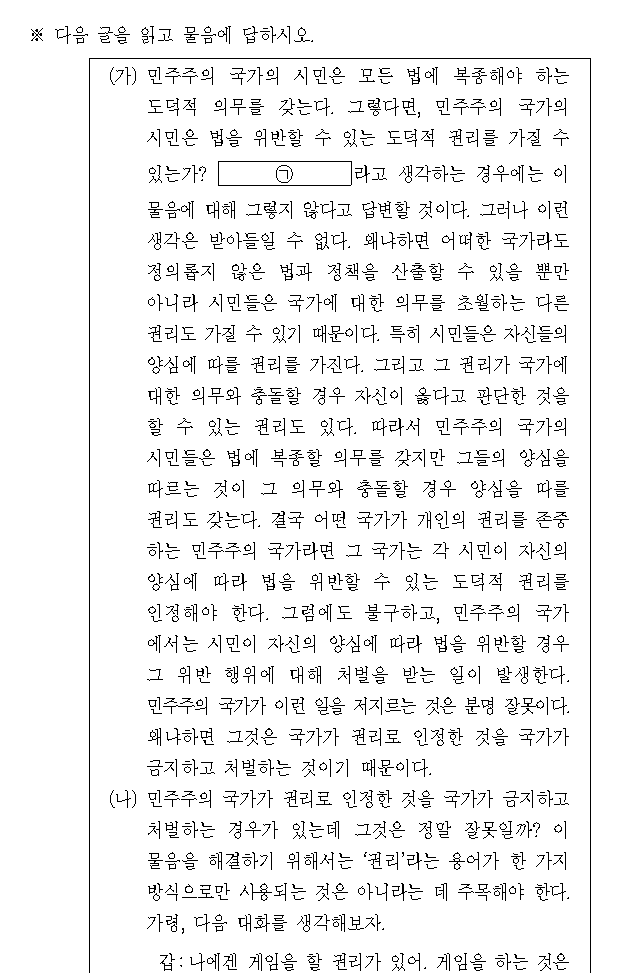 ※ 다음 글을 읽고 물음에 답하시오.
(가) 민주주의 국가의 시민은 모든 법에 복종해야 하는
도덕적 의무를 갖는다. 그렇다면, 민주주의 국가의
시민은 법을 위반할 수 있는 도덕적 권리를 가질 수
있는가? ㉠ 라고 생각하는 경우에는 이
물음에 대해 그렇지 않다고 답변할 것이다. 그러나 이런
생각은 받아들일 수 없다. 왜냐하면 어떠한 국가라도
정의롭지 않은 법과 정책을 산출할 수 있을 뿐만
아니라 시민들은 국가에 대한 의무를 초월하는 다른
권리도 가질 수 있기 때문이다. 특히 시민들은 자신들의
양심에 따를 권리를 가진다. 그리고 그 권리가 국가에
대한 의무와 충돌할 경우 자신이 옳다고 판단한 것을
할 수 있는 권리도 있다. 따라서 민주주의 국가의
시민들은 법에 복종할 의무를 갖지만 그들의 양심을
따르는 것이 그 의무와 충돌할 경우 양심을 따를
권리도 갖는다. 결국 어떤 국가가 개인의 권리를 존중
하는 민주주의 국가라면 그 국가는 각 시민이 자신의
양심에 따라 법을 위반할 수 있는 도덕적 권리를
인정해야 한다. 그럼에도 불구하고, 민주주의 국가
에서는 시민이 자신의 양심에 따라 법을 위반할 경우
그 위반 행위에 대해 처벌을 받는 일이 발생한다.
민주주의 국가가 이런 일을 저지르는 것은 분명 잘못이다.
왜냐하면 그것은 국가가 권리로 인정한 것을 국가가
금지하고 처벌하는 것이기 때문이다.
(나) 민주주의 국가가 권리로 인정한 것을 국가가 금지하고
처벌하는 경우가 있는데 그것은 정말 잘못일까? 이
물음을 해결하기 위해서는 ‘권리’라는 용어가 한 가지
방식으로만 사용되는 것은 아니라는 데 주목해야 한다.
가령, 다음 대화를 생각해보자.
갑 : 나에겐 게임을 할 권리가 있어. 게임을 하는 것은